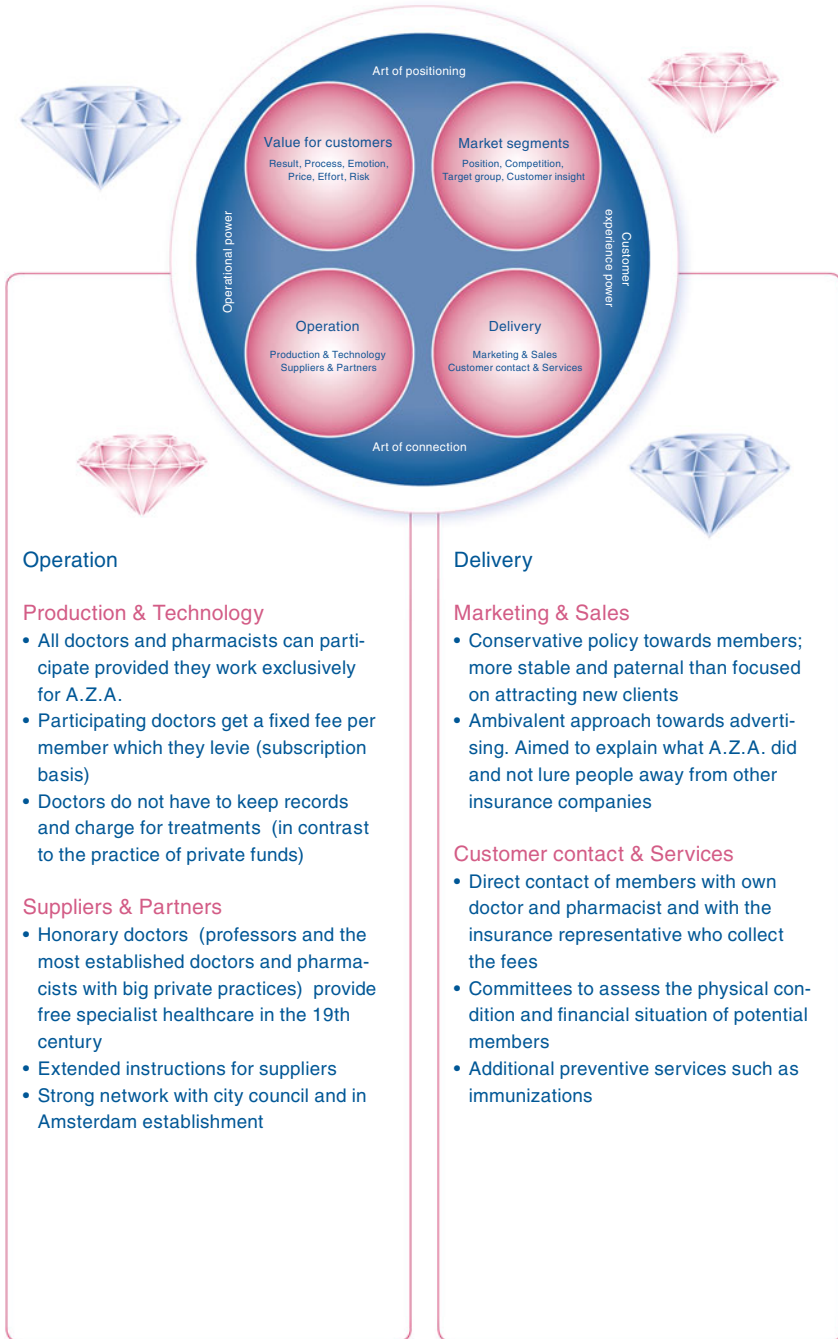 Art of positioning
Value for customers
Result, Process, Emotion,
Price, Effort, Risk
Market segments
Position, Competition,
Target group, Customer insight
Operational power
Customer
experience power
Operation
Production & Technology
Suppliers & Partners
Delivery
Marketing & Sales
Customer contact & Services
Art of connection
Operation
Production & Technology
• All doctors and pharmacists can parti-
cipate provided they work exclusively
for A.Z.A.
• Participating doctors get a fixed fee per
member which they levie (subscription
basis)
• Doctors do not have to keep records
and charge for treatments (in contrast
to the practice of private funds)
Suppliers & Partners
• Honorary doctors (professors and the
most established doctors and pharma-
cists with big private practices) provide
free specialist healthcare in the 19th
century
• Extended instructions for suppliers
• Strong network with city council and in
Amsterdam establishment
Delivery
Marketing & Sales
• Conservative policy towards members;
more stable and paternal than focused
on attracting new clients
• Ambivalent approach towards adverti-
sing. Aimed to explain what A.Z.A. did
and not lure people away from other
insurance companies
Customer contact & Services
• Direct contact of members with own
doctor and pharmacist and with the
insurance representative who collect
the fees
• Committees to assess the physical con-
dition and financial situation of potential
members
• Additional preventive services such as
immunizations